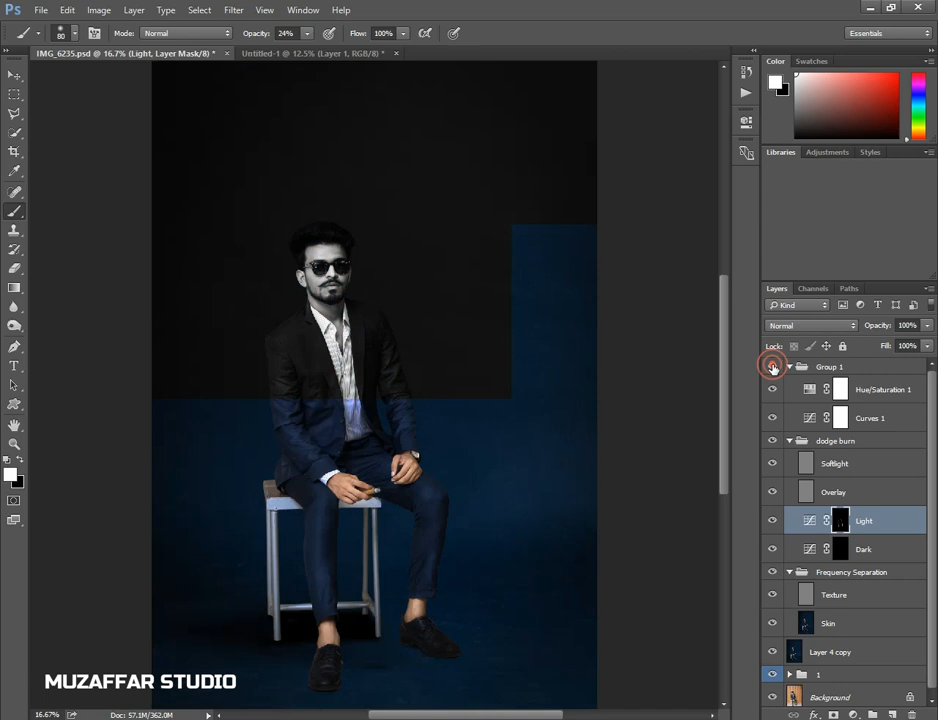 Ps File Edit Image Layer Type Select Filter View Window Help
80 Mode: Normal Opacity: 24% Flow: 100% Essentials
IMG_6235.psd @ 16.7% (Light, Layer Mask/8) * × Untitled-1 @ 12.5% (Layer 1, RGB/8) * ×
Color Swatches
Libraries Adjustments Styles
Layers Channels Paths
Kind
Normal Opacity: 100%
Lock: Fill: 100%
Group 1
Hue/Saturation 1
Curves 1
dodge burn
Softlight
Overlay
Light
Dark
Frequency Separation
Texture
Skin
Layer 4 copy
1
Background
MUZAFFAR STUDIO
16.67% Doc: 57.1M/362.0M